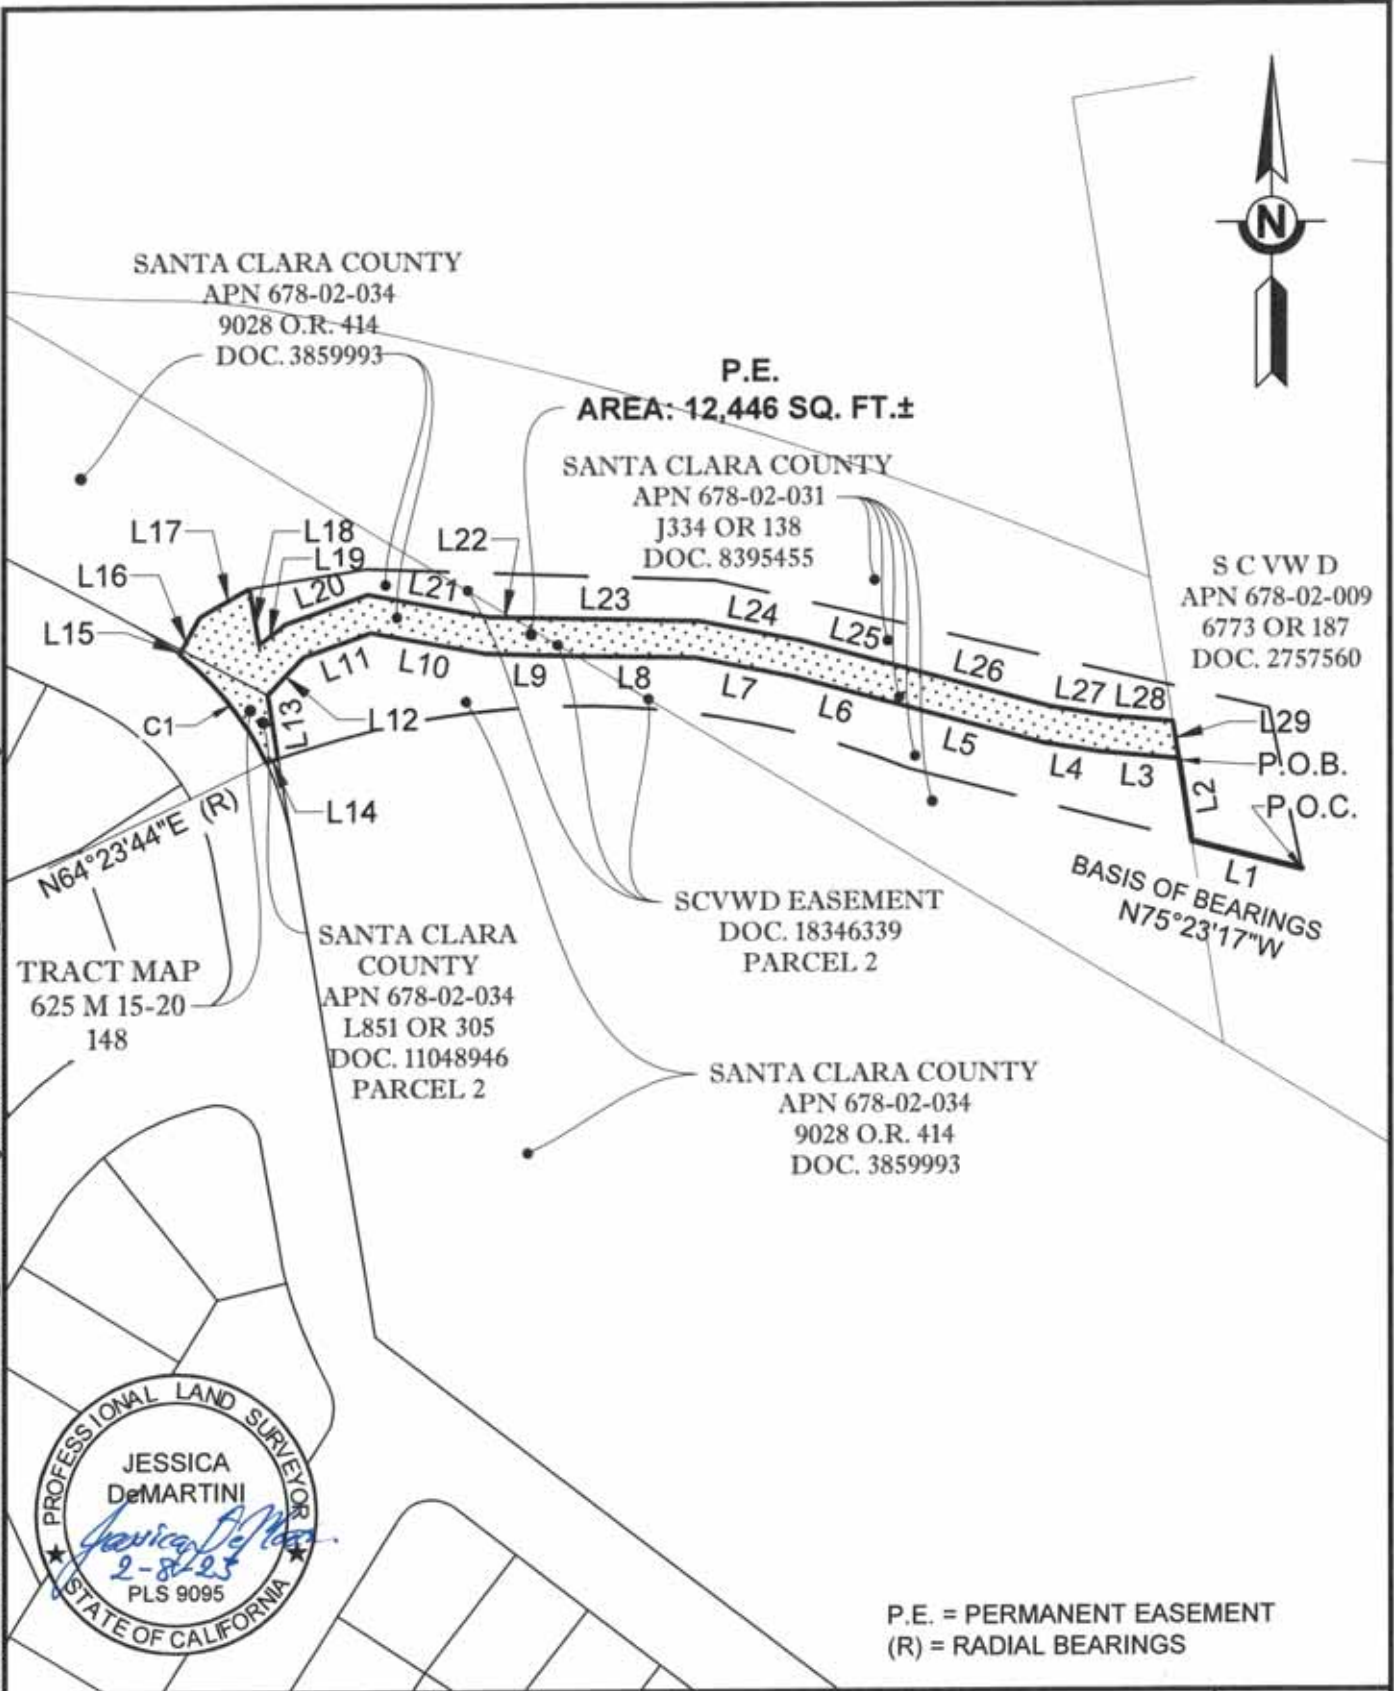 SANTA CLARA COUNTY
APN 678-02-034
9028 O.R. 414
DOC. 3859993
N
P.E.
AREA: 12,446 SQ. FT.±
SANTA CLARA COUNTY
APN 678-02-031
J334 OR 138
DOC. 8395455
S C VW D
APN 678-02-009
6773 OR 187
DOC. 2757560
L17
L18
L19
L22
L16
L20
L21
L23
L24
L15
L25
L26
L27
L28
L11
L10
L9
L8
L7
L6
L5
L4
L3
L29
P.O.B.
C1
L13
L12
L2
P.O.C.
L14
N64°23'44"E (R)
L1
BASIS OF BEARINGS
N75°23'17"W
SCVWD EASEMENT
DOC. 18346339
PARCEL 2
TRACT MAP
625 M 15-20
148
SANTA CLARA
COUNTY
APN 678-02-034
L851 OR 305
DOC. 11048946
PARCEL 2
SANTA CLARA COUNTY
APN 678-02-034
9028 O.R. 414
DOC. 3859993
PROFESSIONAL LAND SURVEYOR
JESSICA
DeMARTINI
2-8-23
PLS 9095
STATE OF CALIFORNIA
P.E. = PERMANENT EASEMENT
(R) = RADIAL BEARINGS